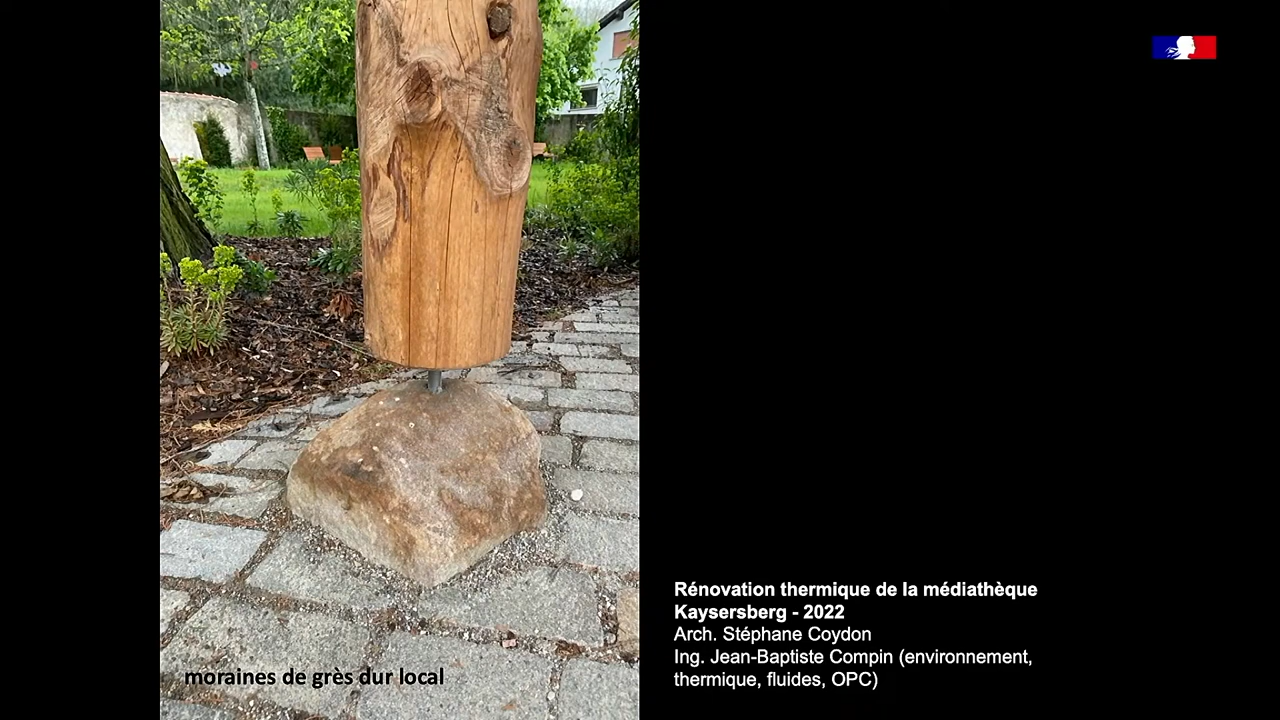 moraines de grès dur local
Rénovation thermique de la médiathèque
Kaysersberg - 2022
Arch. Stéphane Coydon
Ing. Jean-Baptiste Compin (environnement,
thermique, fluides, OPC)